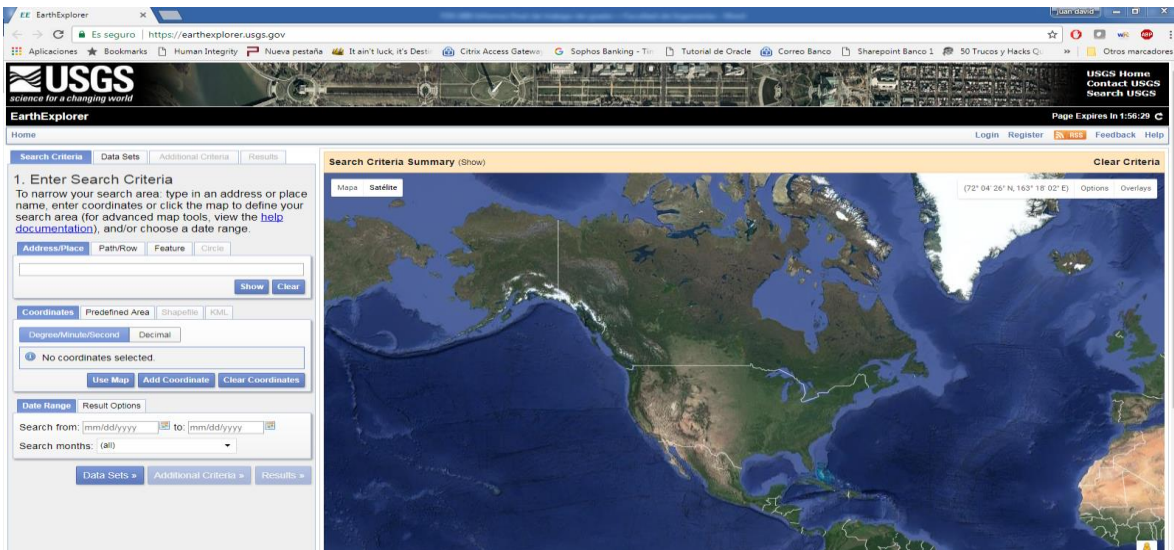 EE EarthExplorer
juan david
Es seguro | https://earthexplorer.usgs.gov
Aplicaciones Bookmarks Human Integrity Nueva pestaña It ain't luck, it's Desti Citrix Access Gateway Sophos Banking - Tim Tutorial de Oracle Correo Banco Sharepoint Banco 1 50 Trucos y Hacks Q Otros marcadores
USGS
science for a changing world
USGS Home
Contact USGS
Search USGS
EarthExplorer
Page Expires In 1:56:29
Home
Login Register RSS Feedback Help
Search Criteria Data Sets Additional Criteria Results
1. Enter Search Criteria
To narrow your search area: type in an address or place
name, enter coordinates or click the map to define your
search area (for advanced map tools, view the help
documentation), and/or choose a date range.
Address/Place Path/Row Feature Circle
Show Clear
Coordinates Predefined Area Shapefile KML
Degree/Minute/Second Decimal
No coordinates selected.
Use Map Add Coordinate Clear Coordinates
Date Range Result Options
Search from: mm/dd/yyyy to: mm/dd/yyyy
Search months: (all)
Data Sets » Additional Criteria » Results »
Search Criteria Summary (Show)
Clear Criteria
Mapa Satélite
(72° 04' 26" N, 163° 18' 02" E) Options Overlays